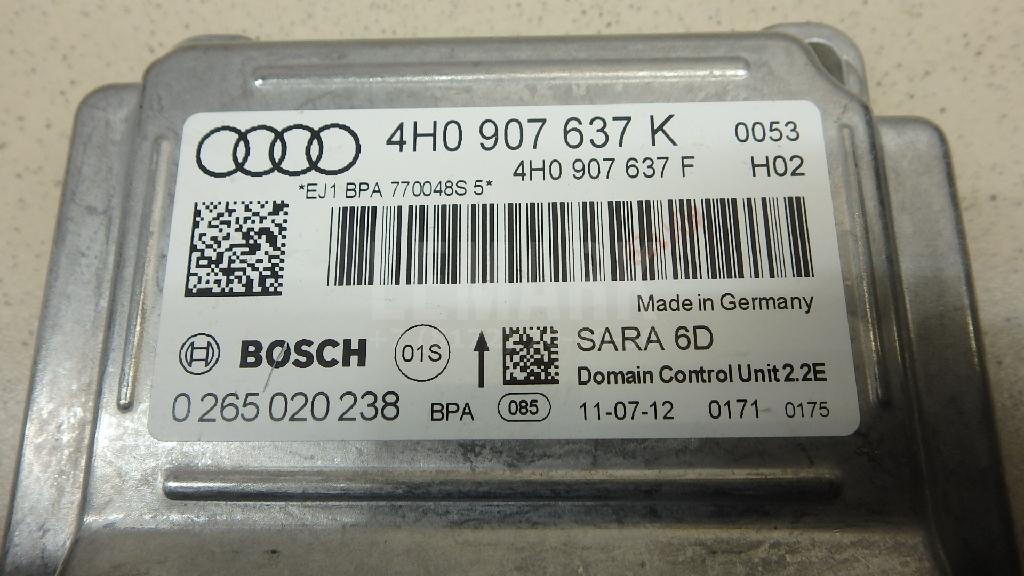 4H0 907 637 K 0053
4H0 907 637 F H02
*EJ1 BPA 770048S 5*
Made in Germany
BOSCH 01S SARA 6D
Domain Control Unit 2.2E
0 265 020 238 BPA 085 11-07-12 0171 0175